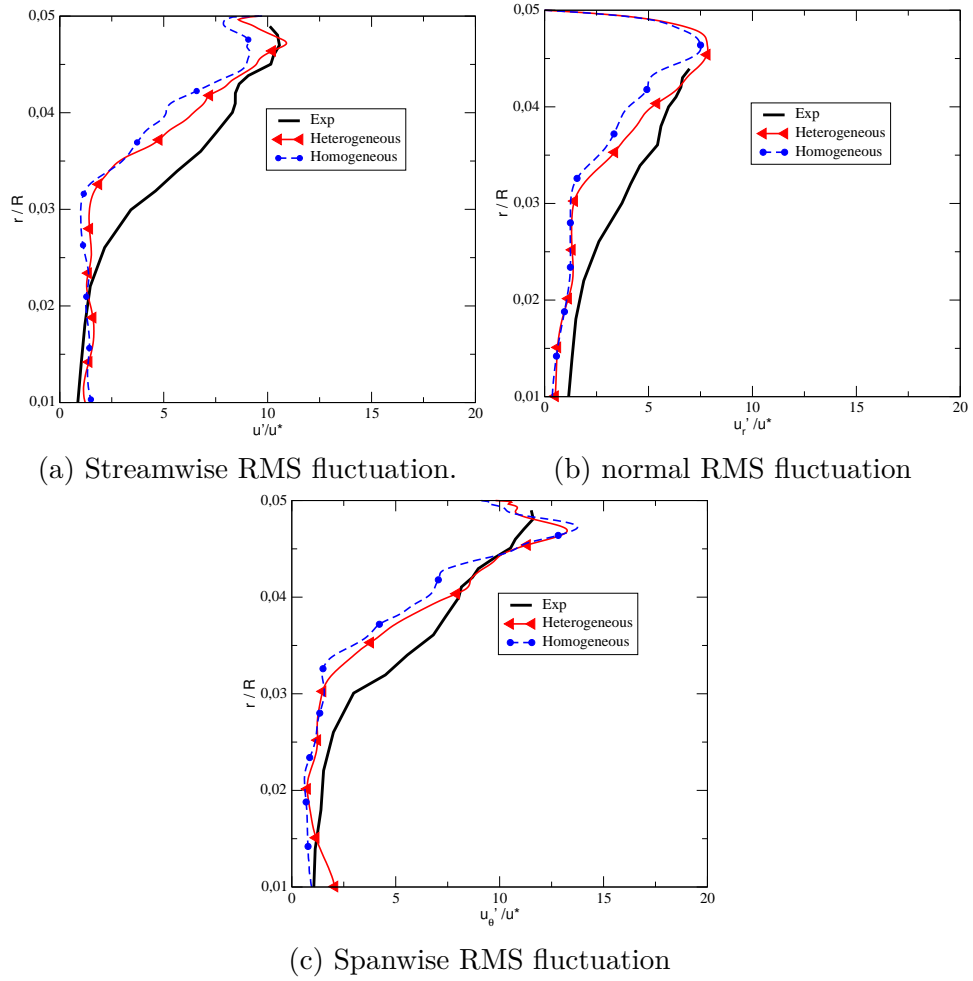 0,05
0,04
0,03
0,02
0,01
r / R
0
5
10
15
20
u'/u*
Exp
Heterogeneous
Homogeneous
(a) Streamwise RMS fluctuation.
0,05
0,04
0,03
0,02
0,01
r / R
0
5
10
15
20
u_r'/u*
Exp
Heterogeneous
Homogeneous
(b) normal RMS fluctuation
0,05
0,04
0,03
0,02
0,01
r / R
0
5
10
15
20
u_θ'/u*
Exp
Heterogeneous
Homogeneous
(c) Spanwise RMS fluctuation